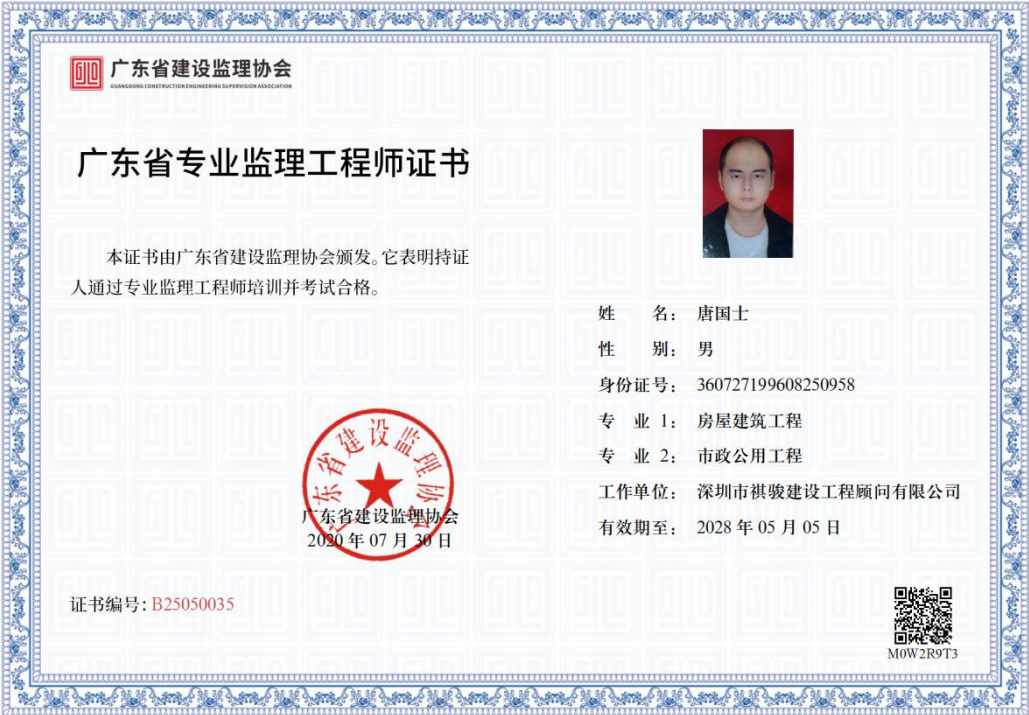 广东省建设监理协会
GUANGDONG CONSTRUCTION ENGINEERING SUPERVISION ASSOCIATION
广东省专业监理工程师证书
本证书由广东省建设监理协会颁发。它表明持证
人通过专业监理工程师培训并考试合格。
姓 名： 唐国士
性 别： 男
身份证号： 360727199608250958
专 业 1： 房屋建筑工程
专 业 2： 市政公用工程
工作单位： 深圳市祺骏建设工程顾问有限公司
有效期至： 2028 年 05 月 05 日
广东省建设监理协会
广东省建设监理协会
2020 年 07 月 30 日
证书编号: B25050035
M0W2R9T3